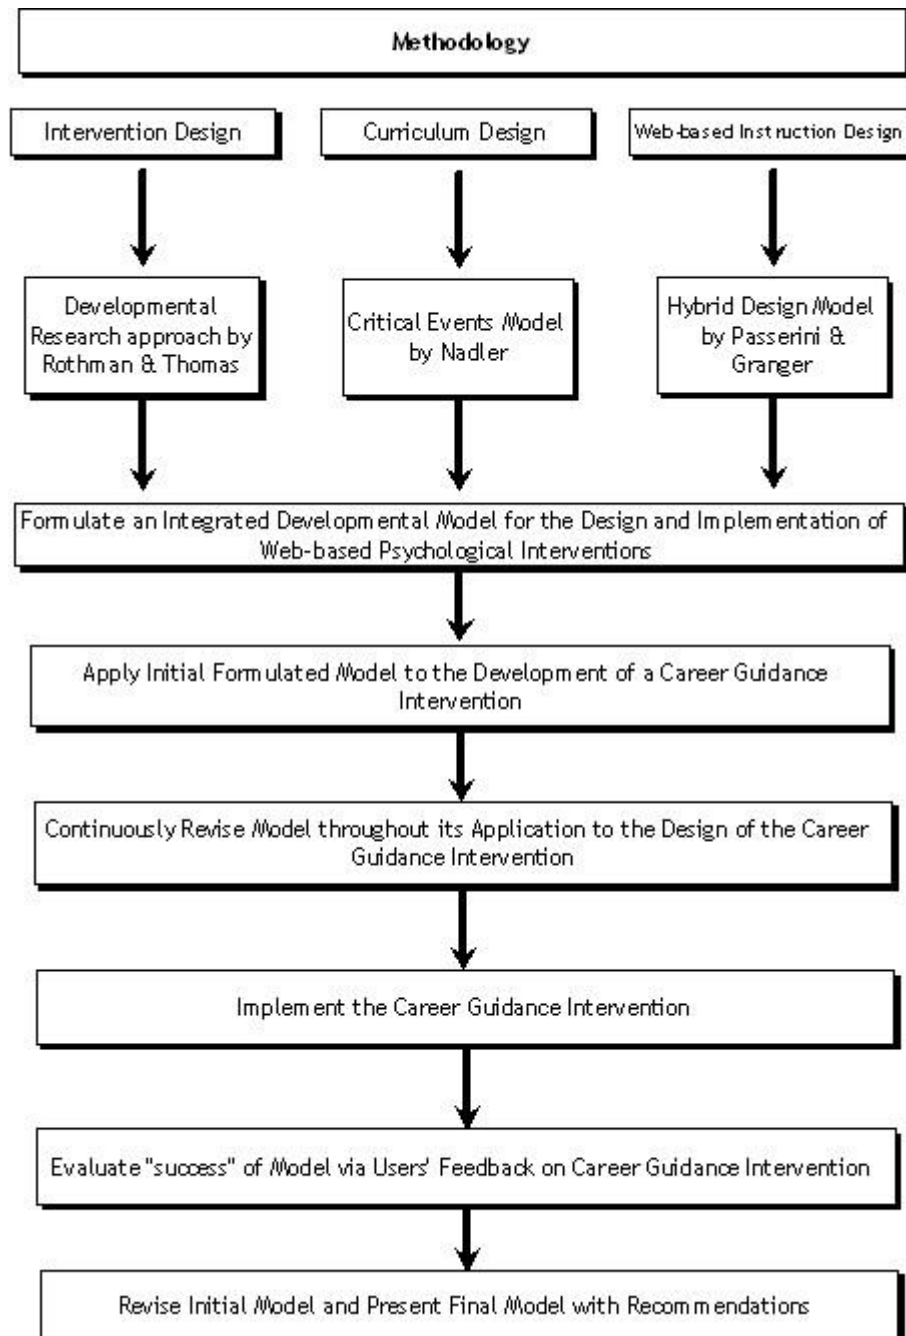 Methodology
Intervention Design
Curriculum Design
Web-based Instruction Design
Developmental
Research approach by
Rothman & Thomas
Critical Events Model
by Nadler
Hybrid Design Model
by Passerini &
Granger
Formulate an Integrated Developmental Model for the Design and Implementation of
Web-based Psychological Interventions
Apply Initial Formulated Model to the Development of a Career Guidance
Intervention
Continuously Revise Model throughout its Application to the Design of the Career
Guidance Intervention
Implement the Career Guidance Intervention
Evaluate "success" of Model via Users' Feedback on Career Guidance Intervention
Revise Initial Model and Present Final Model with Recommendations